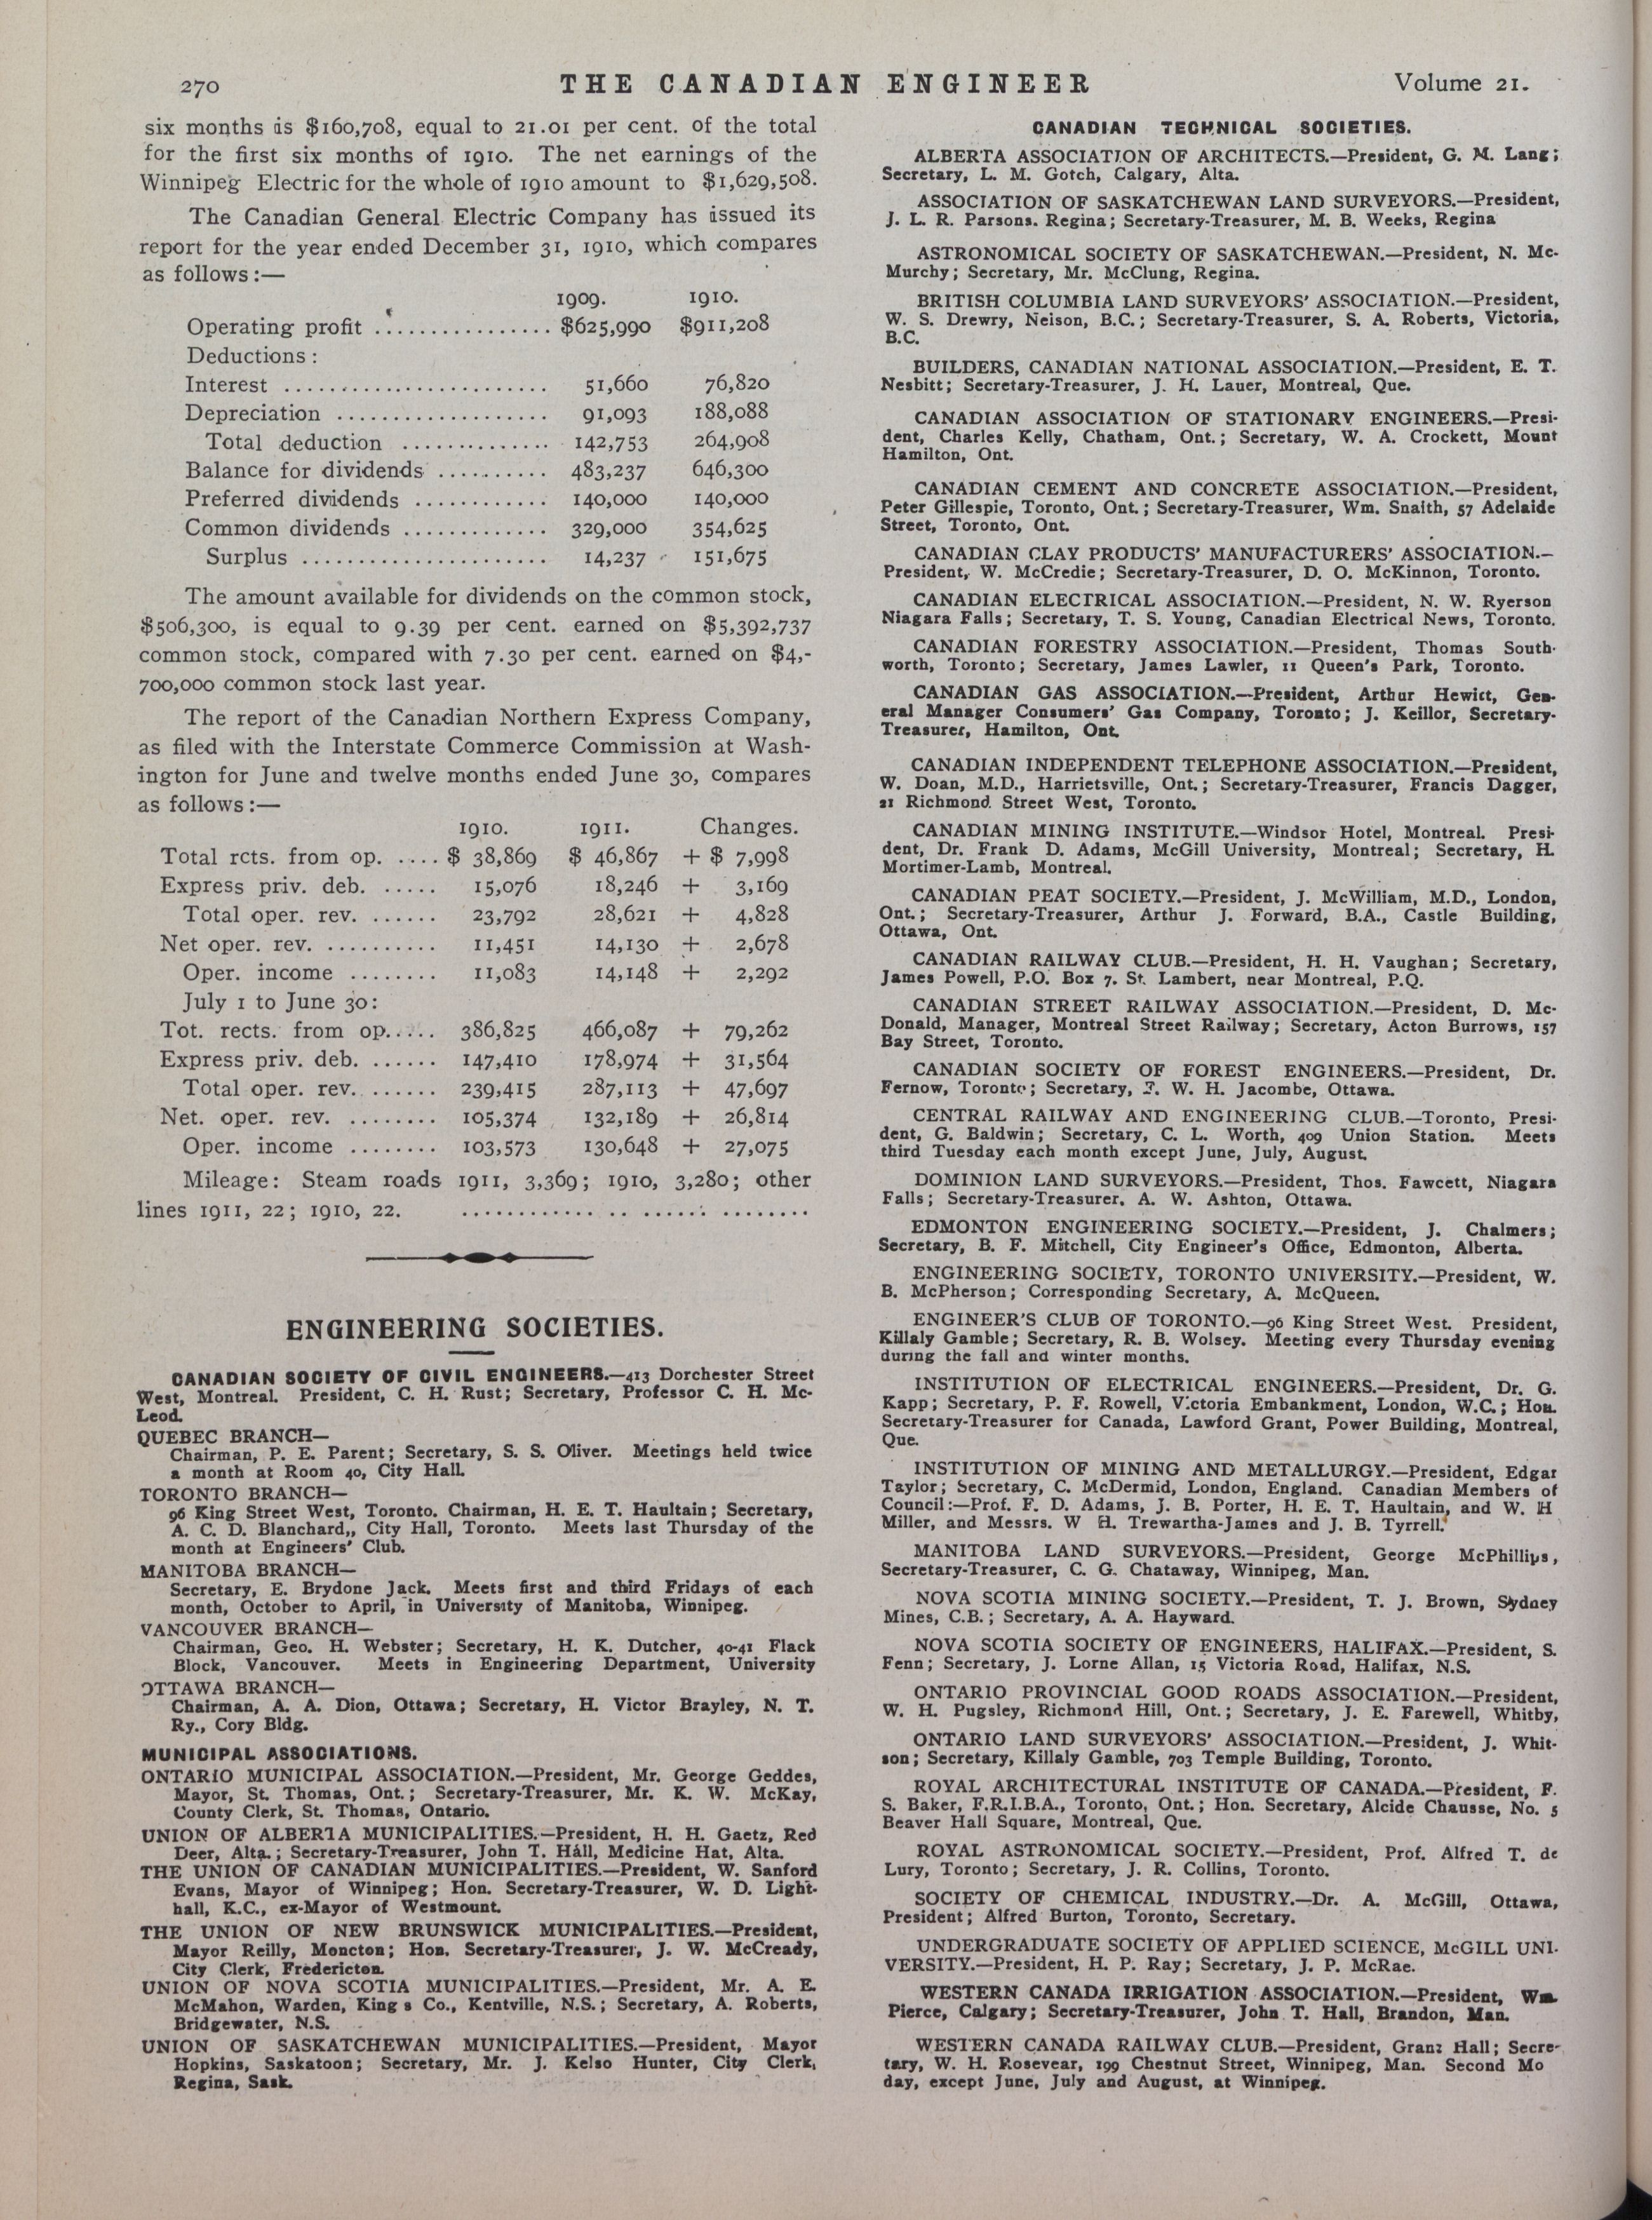 270
THE CANADIAN ENGINEER
Volume 21.
six months is $160,708, equal to 21.01 per cent. of the total
for the first six months of 1910. The net earnings of the
Winnipeg Electric for the whole of 1910 amount to $1,629,508.
The Canadian General Electric Company has issued its
report for the year ended December 31, 1910, which compares
as follows:—
1909. 1910.
Operating profit ................ $625,990 $911,208
Deductions:
Interest ........................ 51,660 76,820
Depreciation ................... 91,093 188,088
Total deduction .............. 142,753 264,908
Balance for dividends .......... 483,237 646,300
Preferred dividends ............ 140,000 140,000
Common dividends ............. 329,000 354,625
Surplus ...................... 14,237 151,675
The amount available for dividends on the common stock,
$506,300, is equal to 9.39 per cent. earned on $5,392,737
common stock, compared with 7.30 per cent. earned on $4,-
700,000 common stock last year.
The report of the Canadian Northern Express Company,
as filed with the Interstate Commerce Commission at Wash-
ington for June and twelve months ended June 30, compares
as follows:—
1910. 1911. Changes.
Total rcts. from op. .... $ 38,869 $ 46,867 + $ 7,998
Express priv. deb. ..... 15,076 18,246 + 3,169
Total oper. rev. ...... 23,792 28,621 + 4,828
Net oper. rev. .......... 11,451 14,130 + 2,678
Oper. income ........ 11,083 14,148 + 2,292
July 1 to June 30:
Tot. rects. from op..... 386,825 466,087 + 79,262
Express priv. deb. ...... 147,410 178,974 + 31,564
Total oper. rev. ...... 239,415 287,113 + 47,697
Net. oper. rev. ........ 105,374 132,189 + 26,814
Oper. income ........ 103,573 130,648 + 27,075
Mileage: Steam roads 1911, 3,369; 1910, 3,280; other
lines 1911, 22; 1910, 22. ............ .. ...... ........
ENGINEERING SOCIETIES.
CANADIAN SOCIETY OF CIVIL ENGINEERS.—413 Dorchester Street
West, Montreal. President, C. H. Rust; Secretary, Professor C. H. Mc-
Leod.
QUEBEC BRANCH—
Chairman, P. E. Parent; Secretary, S. S. Oliver. Meetings held twice
a month at Room 40, City Hall.
TORONTO BRANCH—
96 King Street West, Toronto. Chairman, H. E. T. Haultain; Secretary,
A. C. D. Blanchard,, City Hall, Toronto. Meets last Thursday of the
month at Engineers' Club.
MANITOBA BRANCH—
Secretary, E. Brydone Jack. Meets first and third Fridays of each
month, October to April, in University of Manitoba, Winnipeg.
VANCOUVER BRANCH—
Chairman, Geo. H. Webster; Secretary, H. K. Dutcher, 40-41 Flack
Block, Vancouver. Meets in Engineering Department, University
OTTAWA BRANCH—
Chairman, A. A. Dion, Ottawa; Secretary, H. Victor Brayley, N. T.
Ry., Cory Bldg.
MUNICIPAL ASSOCIATIONS.
ONTARIO MUNICIPAL ASSOCIATION.—President, Mr. George Geddes,
Mayor, St. Thomas, Ont.; Secretary-Treasurer, Mr. K. W. McKay,
County Clerk, St. Thomas, Ontario.
UNION OF ALBERTA MUNICIPALITIES.—President, H. H. Gaetz, Red
Deer, Alta.; Secretary-Treasurer, John T. Hall, Medicine Hat, Alta.
THE UNION OF CANADIAN MUNICIPALITIES.—President, W. Sanford
Evans, Mayor of Winnipeg; Hon. Secretary-Treasurer, W. D. Light-
hall, K.C., ex-Mayor of Westmount.
THE UNION OF NEW BRUNSWICK MUNICIPALITIES.—President,
Mayor Reilly, Moncton; Hon. Secretary-Treasurer, J. W. McCready,
City Clerk, Fredericton.
UNION OF NOVA SCOTIA MUNICIPALITIES.—President, Mr. A. E.
McMahon, Warden, King s Co., Kentville, N.S.; Secretary, A. Roberts,
Bridgewater, N.S.
UNION OF SASKATCHEWAN MUNICIPALITIES.—President, Mayor
Hopkins, Saskatoon; Secretary, Mr. J. Kelso Hunter, City Clerk,
Regina, Sask.
CANADIAN TECHNICAL SOCIETIES.
ALBERTA ASSOCIATION OF ARCHITECTS.—President, G. M. Lang;
Secretary, L. M. Gotch, Calgary, Alta.
ASSOCIATION OF SASKATCHEWAN LAND SURVEYORS.—President,
J. L. R. Parsons. Regina; Secretary-Treasurer, M. B. Weeks, Regina
ASTRONOMICAL SOCIETY OF SASKATCHEWAN.—President, N. Mc-
Murchy; Secretary, Mr. McClung, Regina.
BRITISH COLUMBIA LAND SURVEYORS' ASSOCIATION.—President,
W. S. Drewry, Nelson, B.C.; Secretary-Treasurer, S. A. Roberts, Victoria,
B.C.
BUILDERS, CANADIAN NATIONAL ASSOCIATION.—President, E. T.
Nesbitt; Secretary-Treasurer, J. H. Lauer, Montreal, Que.
CANADIAN ASSOCIATION OF STATIONARY ENGINEERS.—Presi-
dent, Charles Kelly, Chatham, Ont.; Secretary, W. A. Crockett, Mount
Hamilton, Ont.
CANADIAN CEMENT AND CONCRETE ASSOCIATION.—President,
Peter Gillespie, Toronto, Ont.; Secretary-Treasurer, Wm. Snaith, 57 Adelaide
Street, Toronto, Ont.
CANADIAN CLAY PRODUCTS' MANUFACTURERS' ASSOCIATION.—
President, W. McCredie; Secretary-Treasurer, D. O. McKinnon, Toronto.
CANADIAN ELECTRICAL ASSOCIATION.—President, N. W. Ryerson
Niagara Falls; Secretary, T. S. Young, Canadian Electrical News, Toronto.
CANADIAN FORESTRY ASSOCIATION.—President, Thomas South-
worth, Toronto; Secretary, James Lawler, 11 Queen's Park, Toronto.
CANADIAN GAS ASSOCIATION.—President, Arthur Hewitt, Gen-
eral Manager Consumers' Gas Company, Toronto; J. Keillor, Secretary-
Treasurer, Hamilton, Ont.
CANADIAN INDEPENDENT TELEPHONE ASSOCIATION.—President,
W. Doan, M.D., Harrietsville, Ont.; Secretary-Treasurer, Francis Dagger,
21 Richmond Street West, Toronto.
CANADIAN MINING INSTITUTE.—Windsor Hotel, Montreal. Presi-
dent, Dr. Frank D. Adams, McGill University, Montreal; Secretary, H.
Mortimer-Lamb, Montreal.
CANADIAN PEAT SOCIETY.—President, J. McWilliam, M.D., London,
Ont.; Secretary-Treasurer, Arthur J. Forward, B.A., Castle Building,
Ottawa, Ont.
CANADIAN RAILWAY CLUB.—President, H. H. Vaughan; Secretary,
James Powell, P.O. Box 7. St. Lambert, near Montreal, P.Q.
CANADIAN STREET RAILWAY ASSOCIATION.—President, D. Mc-
Donald, Manager, Montreal Street Railway; Secretary, Acton Burrows, 157
Bay Street, Toronto.
CANADIAN SOCIETY OF FOREST ENGINEERS.—President, Dr.
Fernow, Toronto; Secretary, F. W. H. Jacombe, Ottawa.
CENTRAL RAILWAY AND ENGINEERING CLUB.—Toronto, Presi-
dent, G. Baldwin; Secretary, C. L. Worth, 409 Union Station. Meets
third Tuesday each month except June, July, August.
DOMINION LAND SURVEYORS.—President, Thos. Fawcett, Niagara
Falls; Secretary-Treasurer. A. W. Ashton, Ottawa.
EDMONTON ENGINEERING SOCIETY.—President, J. Chalmers;
Secretary, B. F. Mitchell, City Engineer's Office, Edmonton, Alberta.
ENGINEERING SOCIETY, TORONTO UNIVERSITY.—President, W.
B. McPherson; Corresponding Secretary, A. McQueen.
ENGINEER'S CLUB OF TORONTO.—96 King Street West. President,
Killaly Gamble; Secretary, R. B. Wolsey. Meeting every Thursday evening
during the fall and winter months.
INSTITUTION OF ELECTRICAL ENGINEERS.—President, Dr. G.
Kapp; Secretary, P. F. Rowell, Victoria Embankment, London, W.C.; Hon.
Secretary-Treasurer for Canada, Lawford Grant, Power Building, Montreal,
Que.
INSTITUTION OF MINING AND METALLURGY.—President, Edgar
Taylor; Secretary, C. McDermid, London, England. Canadian Members of
Council:—Prof. F. D. Adams, J. B. Porter, H. E. T. Haultain, and W. H
Miller, and Messrs. W H. Trewartha-James and J. B. Tyrrell.
MANITOBA LAND SURVEYORS.—President, George McPhillips,
Secretary-Treasurer, C. G. Chataway, Winnipeg, Man.
NOVA SCOTIA MINING SOCIETY.—President, T. J. Brown, Sydney
Mines, C.B.; Secretary, A. A. Hayward.
NOVA SCOTIA SOCIETY OF ENGINEERS, HALIFAX.—President, S.
Fenn; Secretary, J. Lorne Allan, 15 Victoria Road, Halifax, N.S.
ONTARIO PROVINCIAL GOOD ROADS ASSOCIATION.—President,
W. H. Pugsley, Richmond Hill, Ont.; Secretary, J. E. Farewell, Whitby,
ONTARIO LAND SURVEYORS' ASSOCIATION.—President, J. Whit-
son; Secretary, Killaly Gamble, 703 Temple Building, Toronto.
ROYAL ARCHITECTURAL INSTITUTE OF CANADA.—President, F.
S. Baker, F.R.I.B.A., Toronto, Ont.; Hon. Secretary, Alcide Chausse, No. 5
Beaver Hall Square, Montreal, Que.
ROYAL ASTRONOMICAL SOCIETY.—President, Prof. Alfred T. de
Lury, Toronto; Secretary, J. R. Collins, Toronto.
SOCIETY OF CHEMICAL INDUSTRY.—Dr. A. McGill, Ottawa,
President; Alfred Burton, Toronto, Secretary.
UNDERGRADUATE SOCIETY OF APPLIED SCIENCE, McGILL UNI-
VERSITY.—President, H. P. Ray; Secretary, J. P. McRae.
WESTERN CANADA IRRIGATION ASSOCIATION.—President, Wm.
Pierce, Calgary; Secretary-Treasurer, John T. Hall, Brandon, Man.
WESTERN CANADA RAILWAY CLUB.—President, Grant Hall; Secre-
tary, W. H. Rosevear, 199 Chestnut Street, Winnipeg, Man. Second Mo
day, except June, July and August, at Winnipeg.